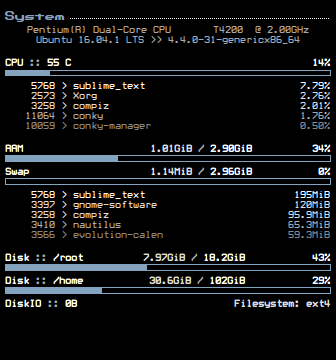 System
Pentium(R) Dual-Core CPU T4200 @ 2.00GHz
Ubuntu 16.04.1 LTS >> 4.4.0-31-genericx86_64
CPU :: 55 C 14%
5768 > sublime_text 7.79%
2573 > Xorg 2.76%
3258 > compiz 2.01%
11064 > conky 1.76%
10059 > conky-manager 0.50%
RAM 1.01GiB / 2.90GiB 34%
Swap 1.14MiB / 2.96GiB 0%
5768 > sublime_text 195MiB
3397 > gnome-software 120MiB
3258 > compiz 95.9MiB
3410 > nautilus 65.3MiB
3566 > evolution-calen 59.3MiB
Disk :: /root 7.97GiB / 18.2GiB 43%
Disk :: /home 30.6GiB / 102GiB 29%
DiskIO :: 0B Filesystem: ext4